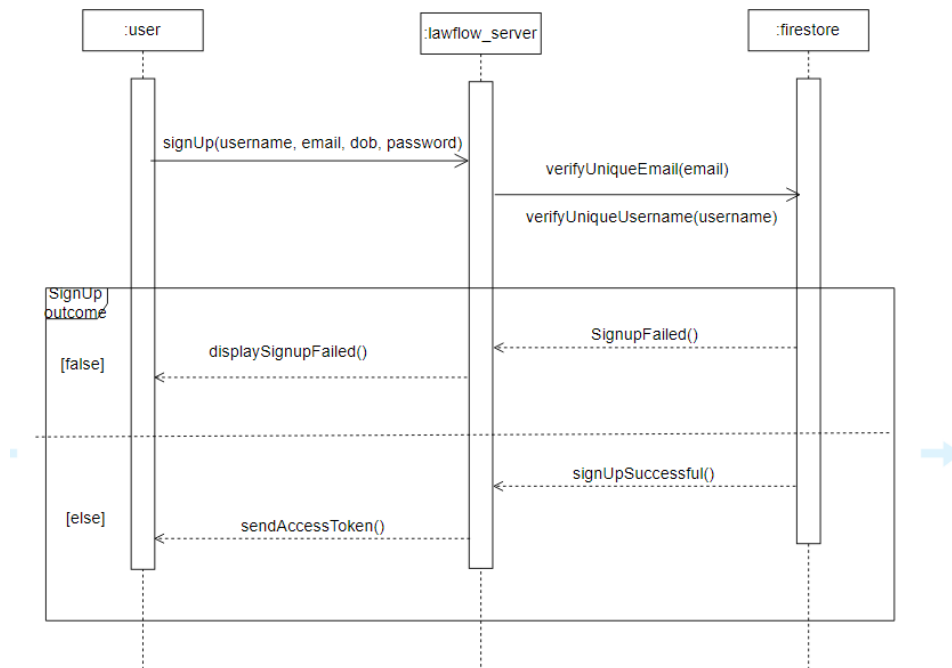 :user
:lawflow_server
:firestore
signUp(username, email, dob, password)
verifyUniqueEmail(email)
verifyUniqueUsername(username)
SignUp
outcome
SignupFailed()
displaySignupFailed()
[false]
signUpSuccessful()
[else]
sendAccessToken()